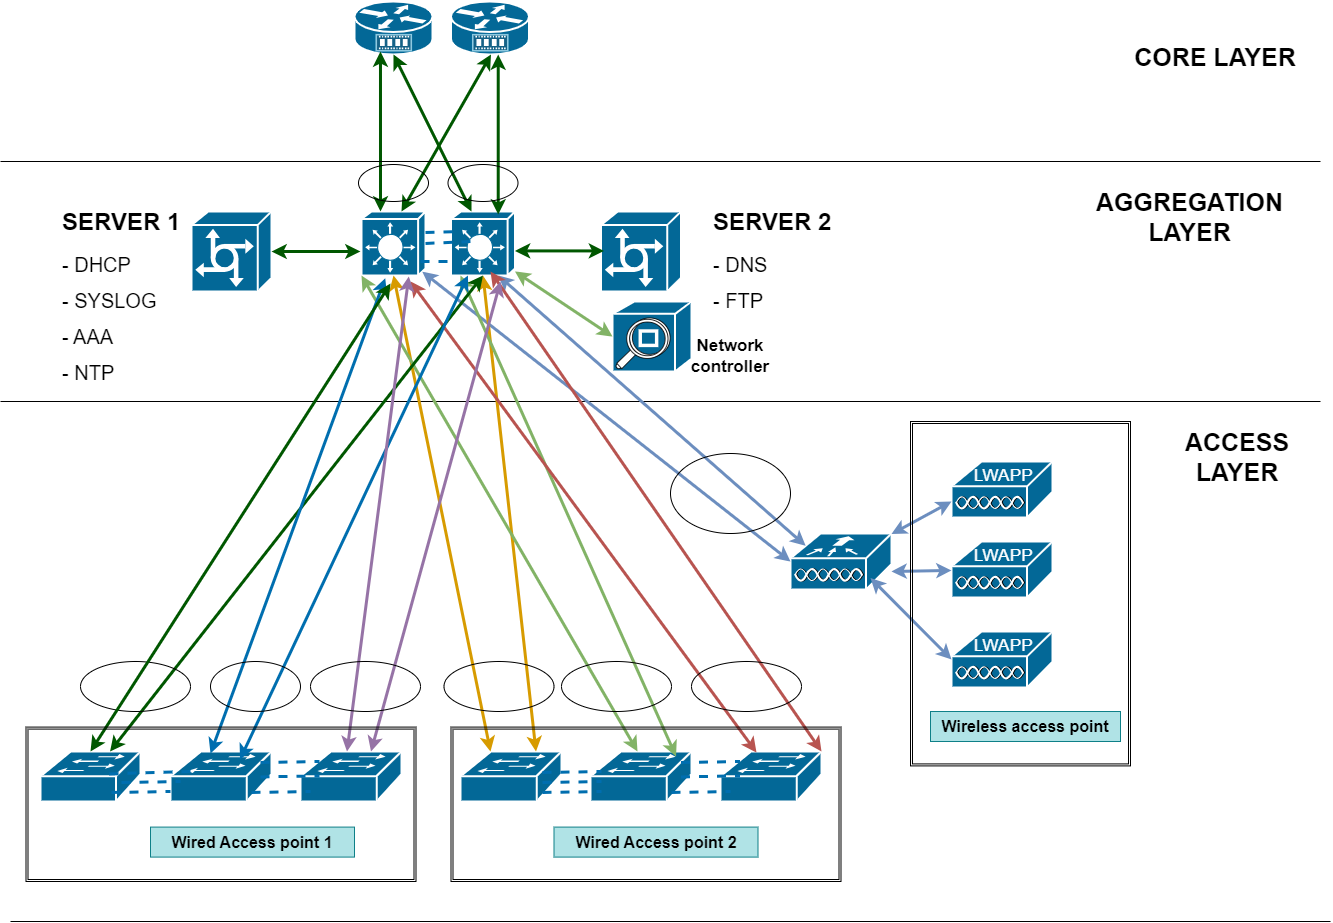 CORE LAYER
AGGREGATION
LAYER
SERVER 1
- DHCP
- SYSLOG
- AAA
- NTP
SERVER 2
- DNS
- FTP
Network
controller
ACCESS
LAYER
LWAPP
LWAPP
LWAPP
Wireless access point
Wired Access point 1
Wired Access point 2